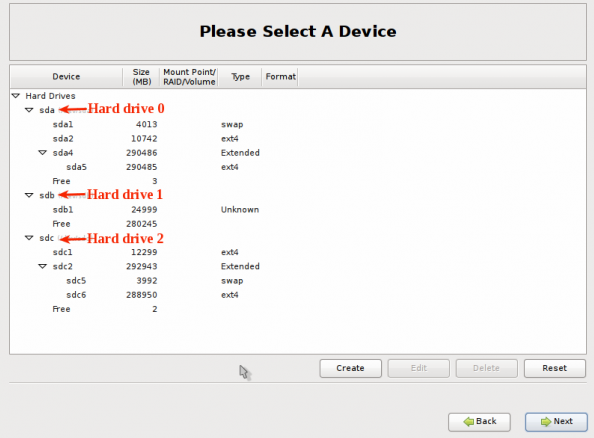 Please Select A Device
Device Size (MB) Mount Point/ RAID/Volume Type Format
Hard Drives
sda Hard drive 0
sda1 4013 swap
sda2 10742 ext4
sda4 290486 Extended
sda5 290485 ext4
Free 3
sdb Hard drive 1
sdb1 24999 Unknown
Free 280245
sdc Hard drive 2
sdc1 12299 ext4
sdc2 292943 Extended
sdc5 3992 swap
sdc6 288950 ext4
Free 2
Create Edit Delete Reset
Back Next